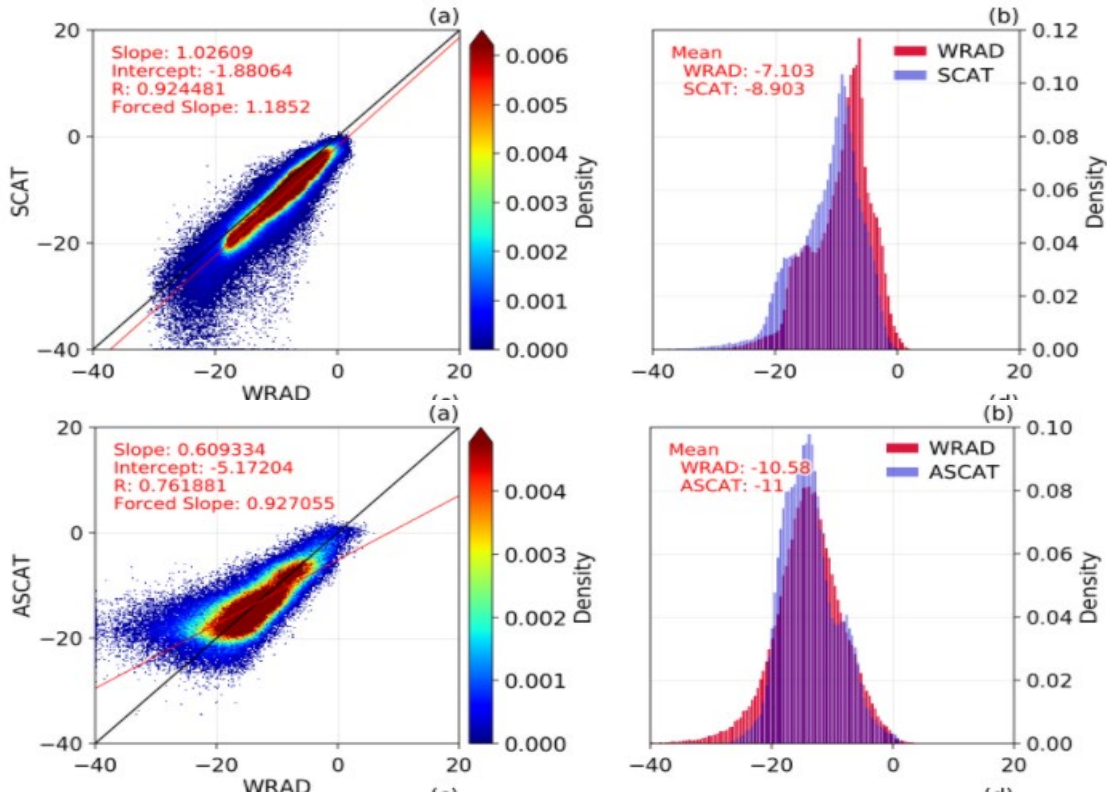 (a)
20
0
−20
−40
SCAT
Slope: 1.02609
Intercept: -1.88064
R: 0.924481
Forced Slope: 1.1852
−40
−20
0
20
WRAD
0.006
0.005
0.004
0.003
0.002
0.001
0.000
Density
(b)
Mean
WRAD: -7.103
SCAT: -8.903
WRAD
SCAT
0.12
0.10
0.08
0.06
0.04
0.02
0.00
Density
−40
−20
0
20
(a)
20
0
−20
−40
ASCAT
Slope: 0.609334
Intercept: -5.17204
R: 0.761881
Forced Slope: 0.927055
−40
−20
0
20
WRAD
0.004
0.003
0.002
0.001
0.000
Density
(b)
Mean
WRAD: -10.58
ASCAT: -11
WRAD
ASCAT
0.10
0.08
0.06
0.04
0.02
0.00
Density
−40
−20
0
20